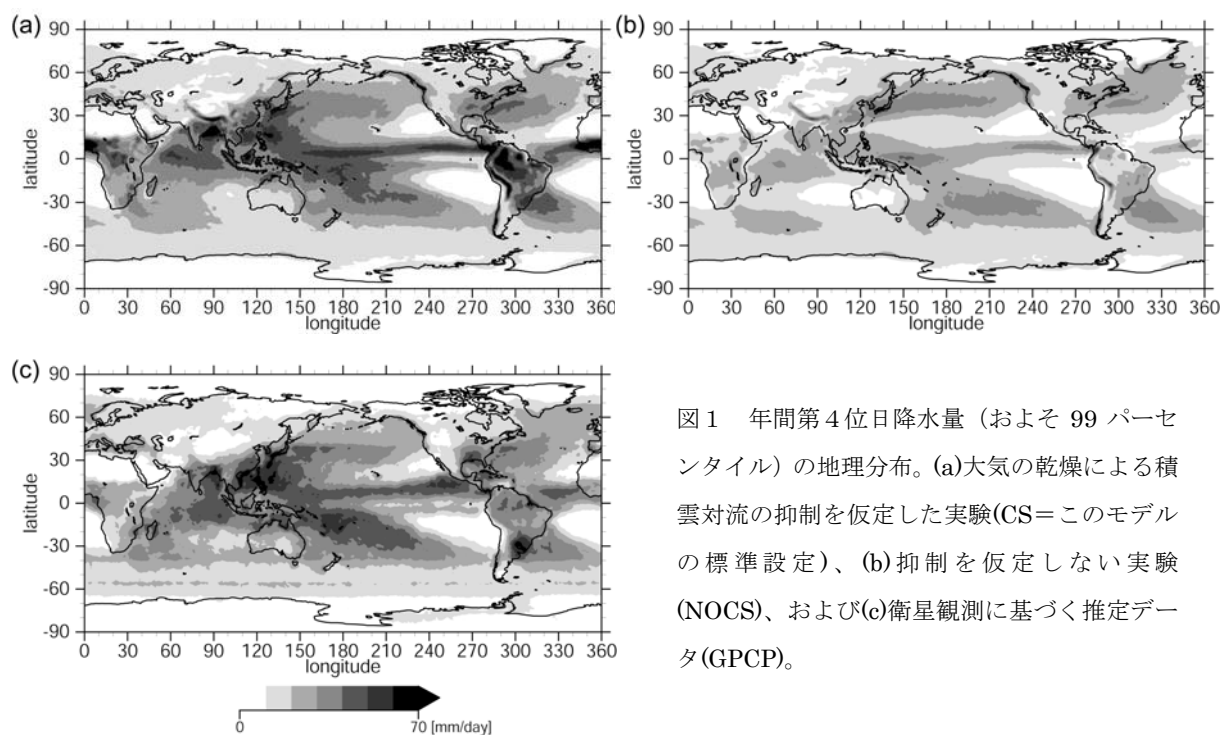 (a)
90
60
30
0
-30
-60
-90
latitude
0 30 60 90 120 150 180 210 240 270 300 330 360
longitude
(b)
90
60
30
0
-30
-60
-90
latitude
0 30 60 90 120 150 180 210 240 270 300 330 360
longitude
(c)
90
60
30
0
-30
-60
-90
latitude
0 30 60 90 120 150 180 210 240 270 300 330 360
longitude
0 70 [mm/day]
図1 年間第4位日降水量（およそ 99 パーセ
ンタイル）の地理分布。(a)大気の乾燥による積
雲対流の抑制を仮定した実験(CS＝このモデル
の標準設定)、(b)抑制を仮定しない実験
(NOCS)、および(c)衛星観測に基づく推定デー
タ(GPCP)。